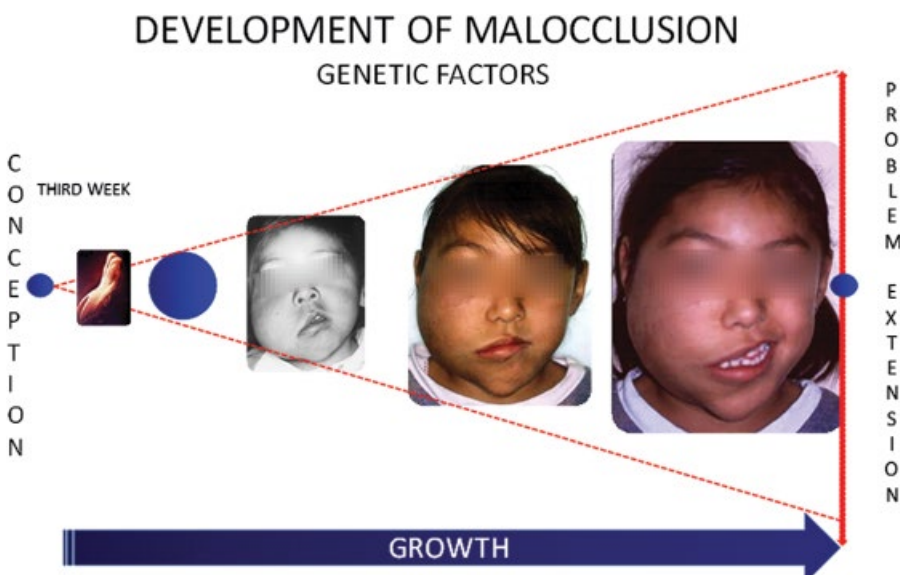 DEVELOPMENT OF MALOCCLUSION
GENETIC FACTORS
CONCEPTION
THIRD WEEK
PROBLEM EXTENSION
GROWTH